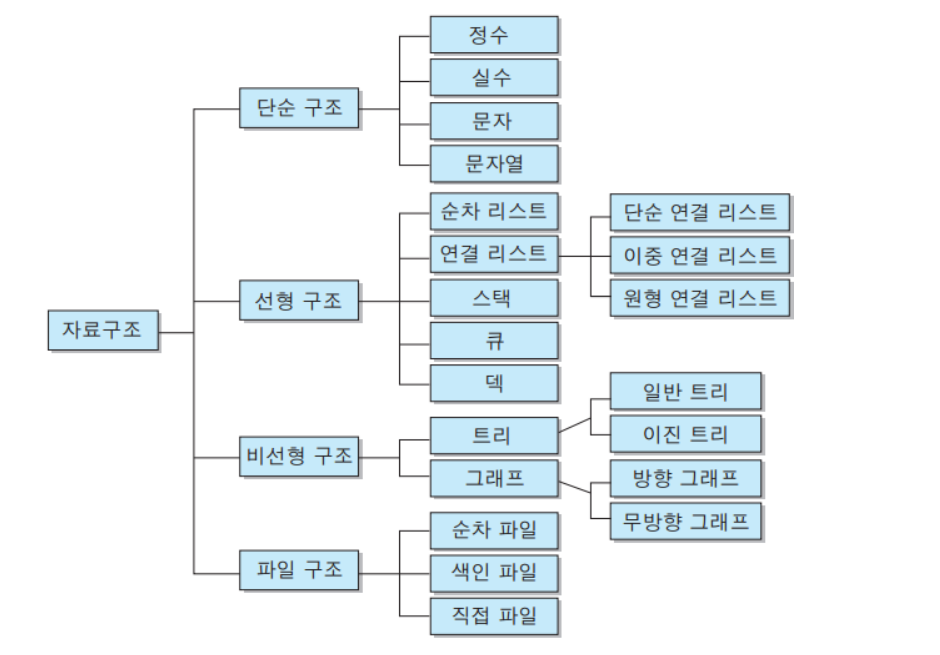 자료구조
단순 구조
정수
실수
문자
문자열
선형 구조
순차 리스트
연결 리스트
단순 연결 리스트
이중 연결 리스트
원형 연결 리스트
스택
큐
덱
비선형 구조
트리
일반 트리
이진 트리
그래프
방향 그래프
무방향 그래프
파일 구조
순차 파일
색인 파일
직접 파일